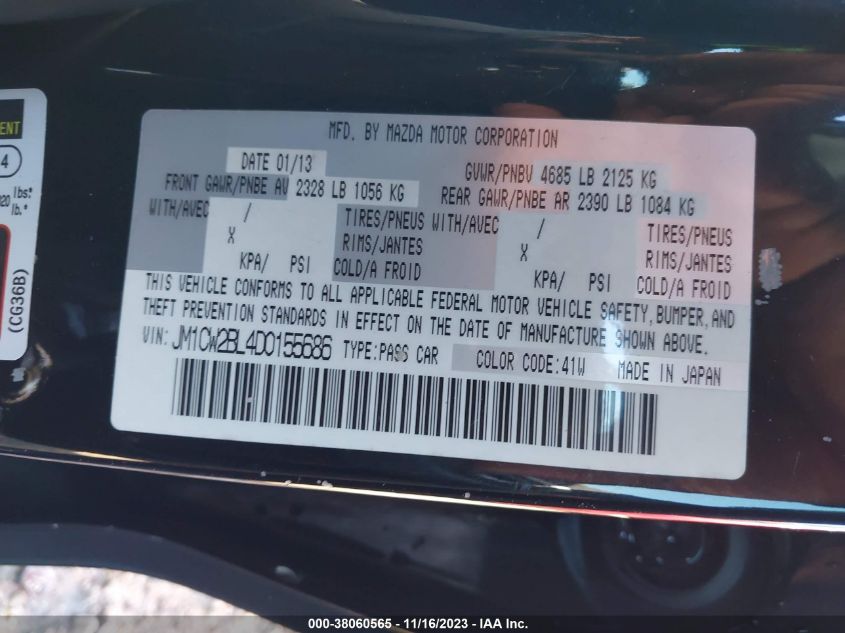 ENT
4
920 lbs.
lb.
(CG36B)
MFD. BY MAZDA MOTOR CORPORATION
DATE 01/13 GVWR/PNBV 4685 LB 2125 KG
FRONT GAWR/PNBE AV 2328 LB 1056 KG REAR GAWR/PNBE AR 2390 LB 1084 KG
WITH/AVEC / TIRES/PNEUS WITH/AVEC / TIRES/PNEUS
X RIMS/JANTES X RIMS/JANTES
KPA/ PSI COLD/A FROID KPA/ PSI COLD/A FROID
THIS VEHICLE CONFORMS TO ALL APPLICABLE FEDERAL MOTOR VEHICLE SAFETY, BUMPER, AND
THEFT PREVENTION STANDARDS IN EFFECT ON THE DATE OF MANUFACTURE SHOWN ABOVE.
VIN: JM1CW2BL4D0155686 TYPE:PASS CAR COLOR CODE:41W MADE IN JAPAN
000-38060565 - 11/16/2023 - IAA Inc.